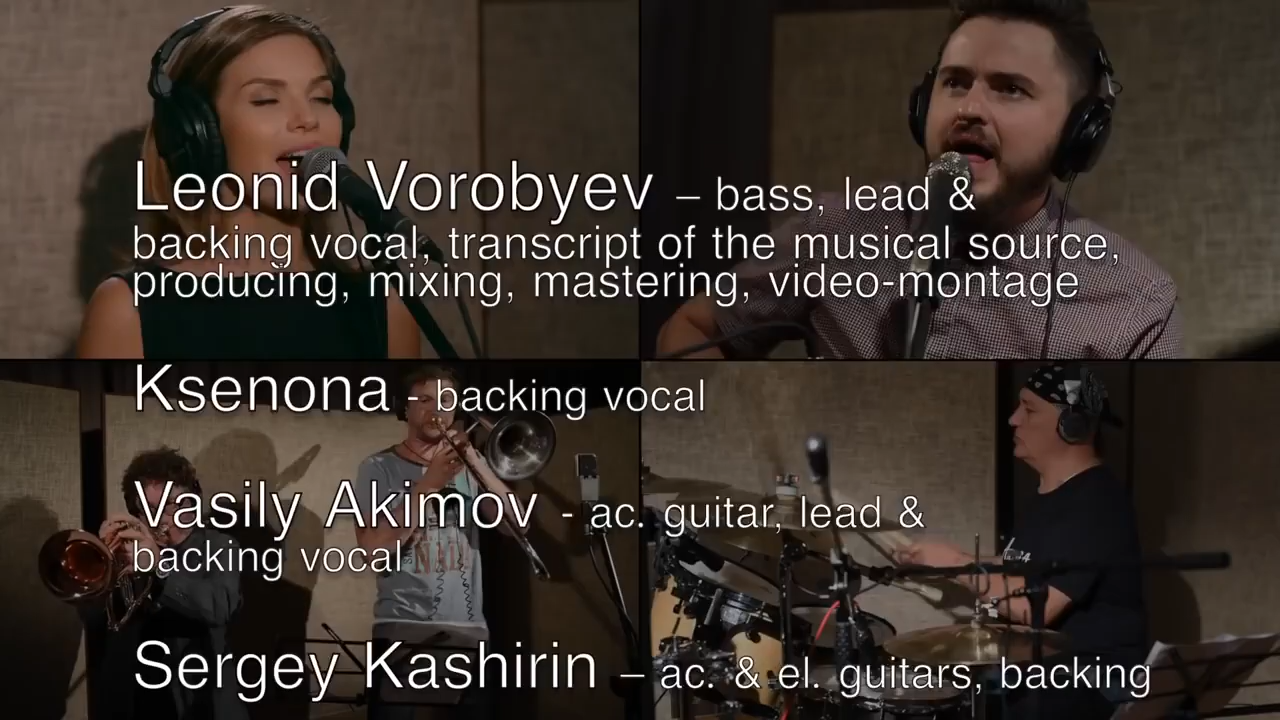 Leonid Vorobyev – bass, lead &
backing vocal, transcript of the musical source,
producing, mixing, mastering, video-montage
Ksenona - backing vocal
Vasily Akimov - ac. guitar, lead &
backing vocal
Sergey Kashirin – ac. & el. guitars, backing